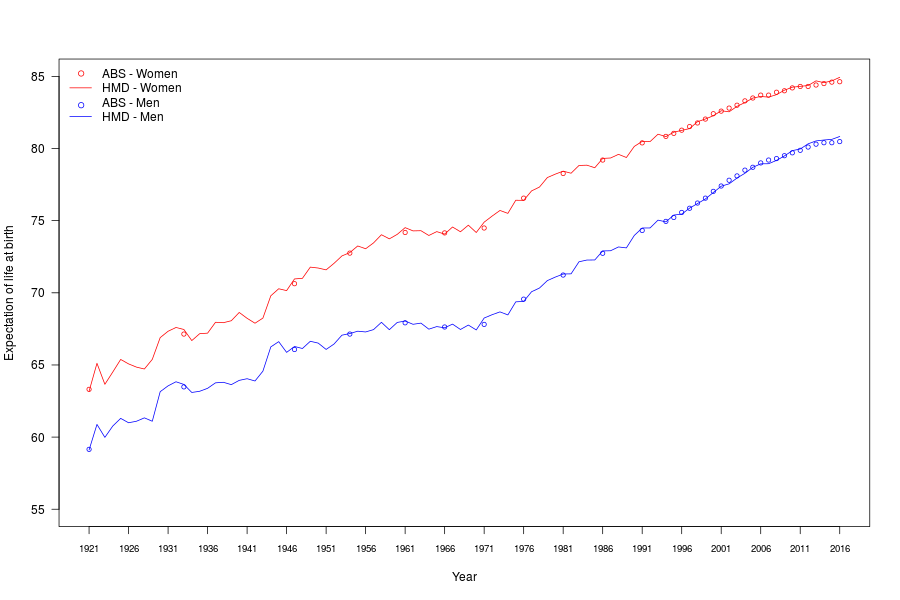 ABS - Women
HMD - Women
ABS - Men
HMD - Men
Expectation of life at birth
85
80
75
70
65
60
55
1921 1926 1931 1936 1941 1946 1951 1956 1961 1966 1971 1976 1981 1986 1991 1996 2001 2006 2011 2016
Year